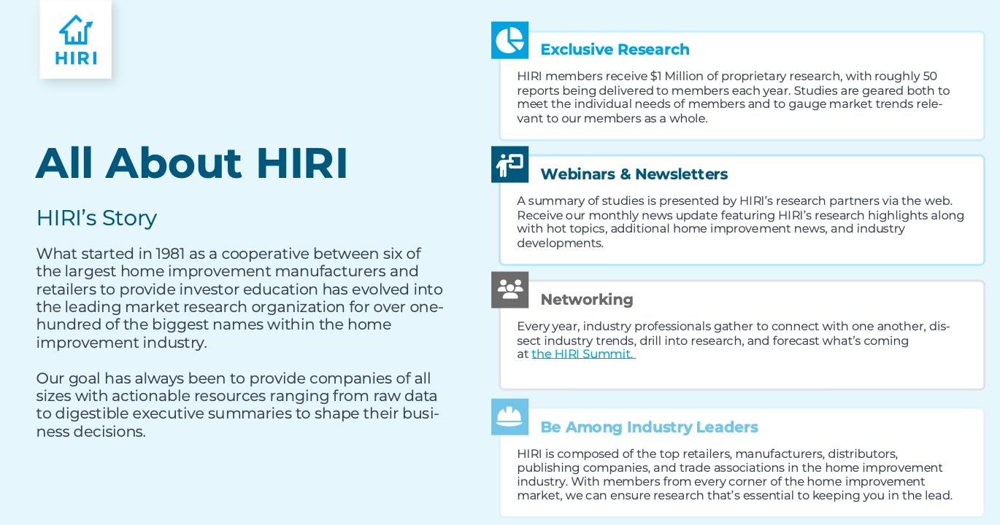 HIRI
All About HIRI
HIRI’s Story
What started in 1981 as a cooperative between six of
the largest home improvement manufacturers and
retailers to provide investor education has evolved into
the leading market research organization for over one-
hundred of the biggest names within the home
improvement industry.
Our goal has always been to provide companies of all
sizes with actionable resources ranging from raw data
to digestible executive summaries to shape their busi-
ness decisions.
Exclusive Research
HIRI members receive $1 Million of proprietary research, with roughly 50
reports being delivered to members each year. Studies are geared both to
meet the individual needs of members and to gauge market trends rele-
vant to our members as a whole.
Webinars & Newsletters
A summary of studies is presented by HIRI’s research partners via the web.
Receive our monthly news update featuring HIRI’s research highlights along
with hot topics, additional home improvement news, and industry
developments.
Networking
Every year, industry professionals gather to connect with one another, dis-
sect industry trends, drill into research, and forecast what’s coming
at the HIRI Summit.
Be Among Industry Leaders
HIRI is composed of the top retailers, manufacturers, distributors,
publishing companies, and trade associations in the home improvement
industry. With members from every corner of the home improvement
market, we can ensure research that’s essential to keeping you in the lead.